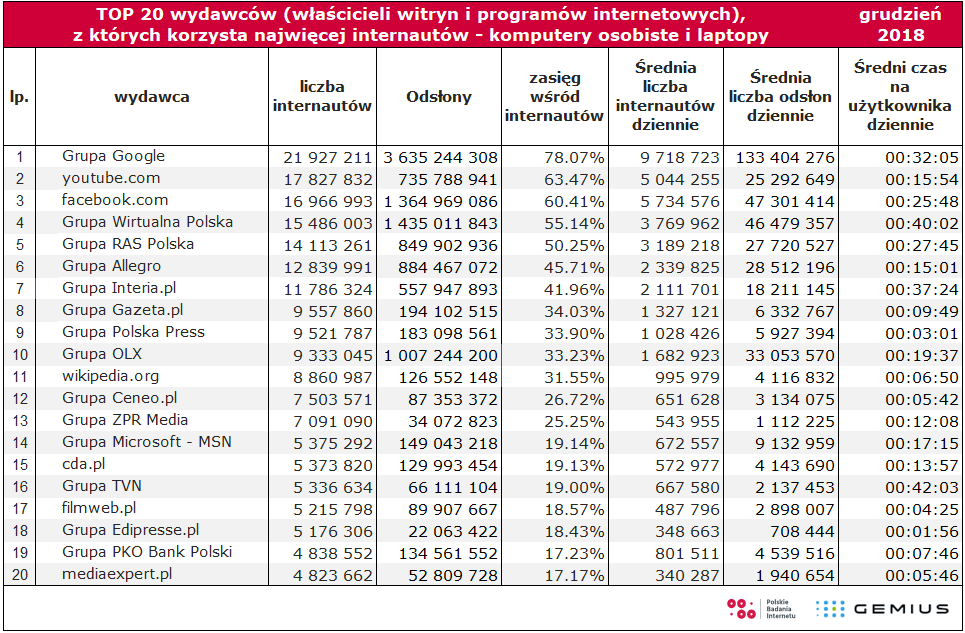 TOP 20 wydawców (właścicieli witryn i programów internetowych),
z których korzysta najwięcej internautów - komputery osobiste i laptopy
grudzień
2018
lp.
wydawca
liczba
internautów
Odsłony
zasięg
wśród
internautów
Średnia
liczba
internautów
dziennie
Średnia
liczba odsłon
dziennie
Średni czas
na
użytkownika
dziennie
1 Grupa Google 21 927 211 3 635 244 308 78.07% 9 718 723 133 404 276 00:32:05
2 youtube.com 17 827 832 735 788 941 63.47% 5 044 255 25 292 649 00:15:54
3 facebook.com 16 966 993 1 364 969 086 60.41% 5 734 576 47 301 414 00:25:48
4 Grupa Wirtualna Polska 15 486 003 1 435 011 843 55.14% 3 769 962 46 479 357 00:40:02
5 Grupa RAS Polska 14 113 261 849 902 936 50.25% 3 189 218 27 720 527 00:27:45
6 Grupa Allegro 12 839 991 884 467 072 45.71% 2 339 825 28 512 196 00:15:01
7 Grupa Interia.pl 11 786 324 557 947 893 41.96% 2 111 701 18 211 145 00:37:24
8 Grupa Gazeta.pl 9 557 860 194 102 515 34.03% 1 327 121 6 332 767 00:09:49
9 Grupa Polska Press 9 521 787 183 098 561 33.90% 1 028 426 5 927 394 00:03:01
10 Grupa OLX 9 333 045 1 007 244 200 33.23% 1 682 923 33 053 570 00:19:37
11 wikipedia.org 8 860 987 126 552 148 31.55% 995 979 4 116 832 00:06:50
12 Grupa Ceneo.pl 7 503 571 87 353 372 26.72% 651 628 3 134 075 00:05:42
13 Grupa ZPR Media 7 091 090 34 072 823 25.25% 543 955 1 112 225 00:12:08
14 Grupa Microsoft - MSN 5 375 292 149 043 218 19.14% 672 557 9 132 959 00:17:15
15 cda.pl 5 373 820 129 993 454 19.13% 572 977 4 143 690 00:13:57
16 Grupa TVN 5 336 634 66 111 104 19.00% 667 580 2 137 453 00:42:03
17 filmweb.pl 5 215 798 89 907 667 18.57% 487 796 2 898 007 00:04:25
18 Grupa Edipresse.pl 5 176 306 22 063 422 18.43% 348 663 708 444 00:01:56
19 Grupa PKO Bank Polski 4 838 552 134 561 552 17.23% 801 511 4 539 516 00:07:46
20 mediaexpert.pl 4 823 662 52 809 728 17.17% 340 287 1 940 654 00:05:46
Polskie
Badania
Internetu
GEMIUS